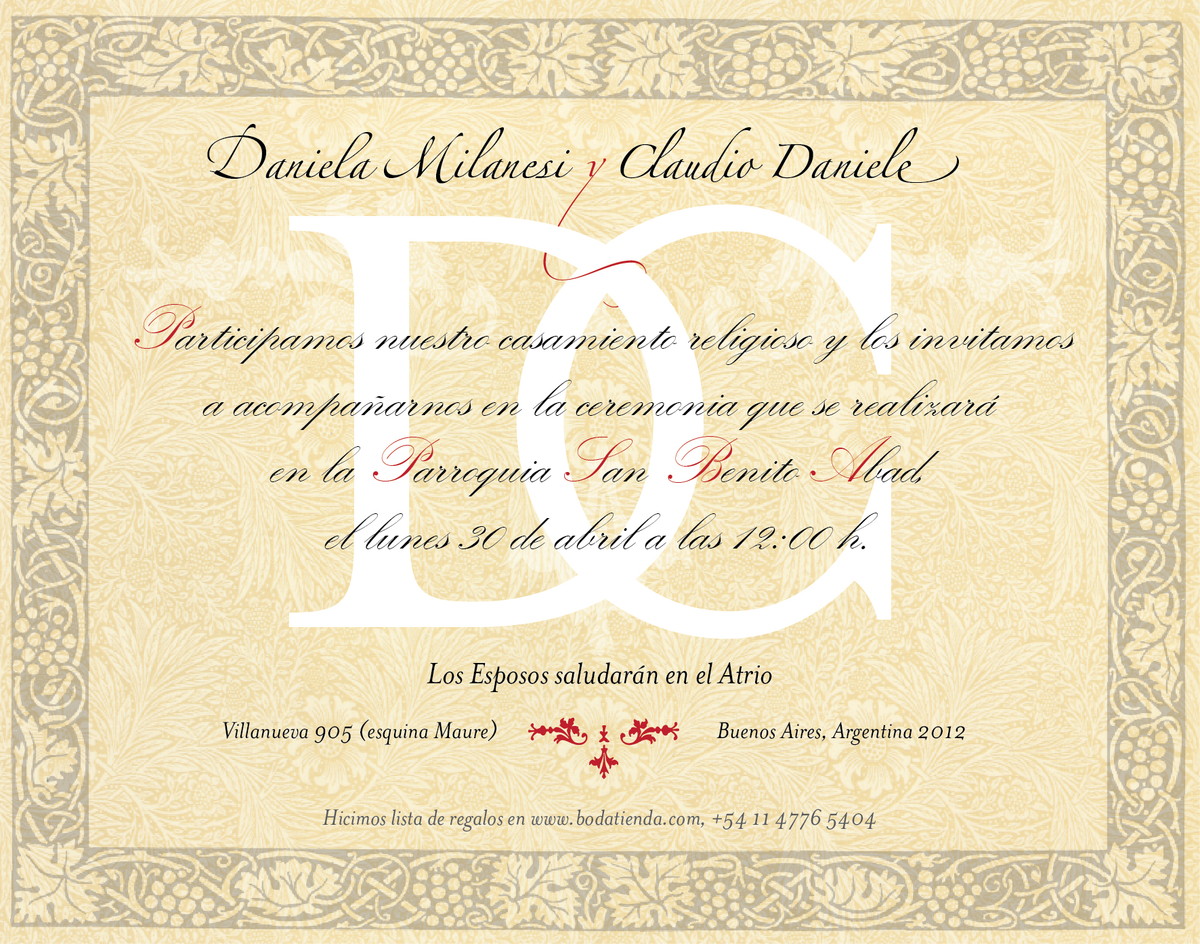 Daniela Milanesi y Claudio Daniele
DC
Participamos nuestro casamiento religioso y los invitamos
a acompañarnos en la ceremonia que se realizará
en la Parroquia San Benito Abad,
el lunes 30 de abril a las 12:00 h.
Los Esposos saludarán en el Atrio
Villanueva 905 (esquina Maure)
Buenos Aires, Argentina 2012
Hicimos lista de regalos en www.bodatienda.com, +54 11 4776 5404